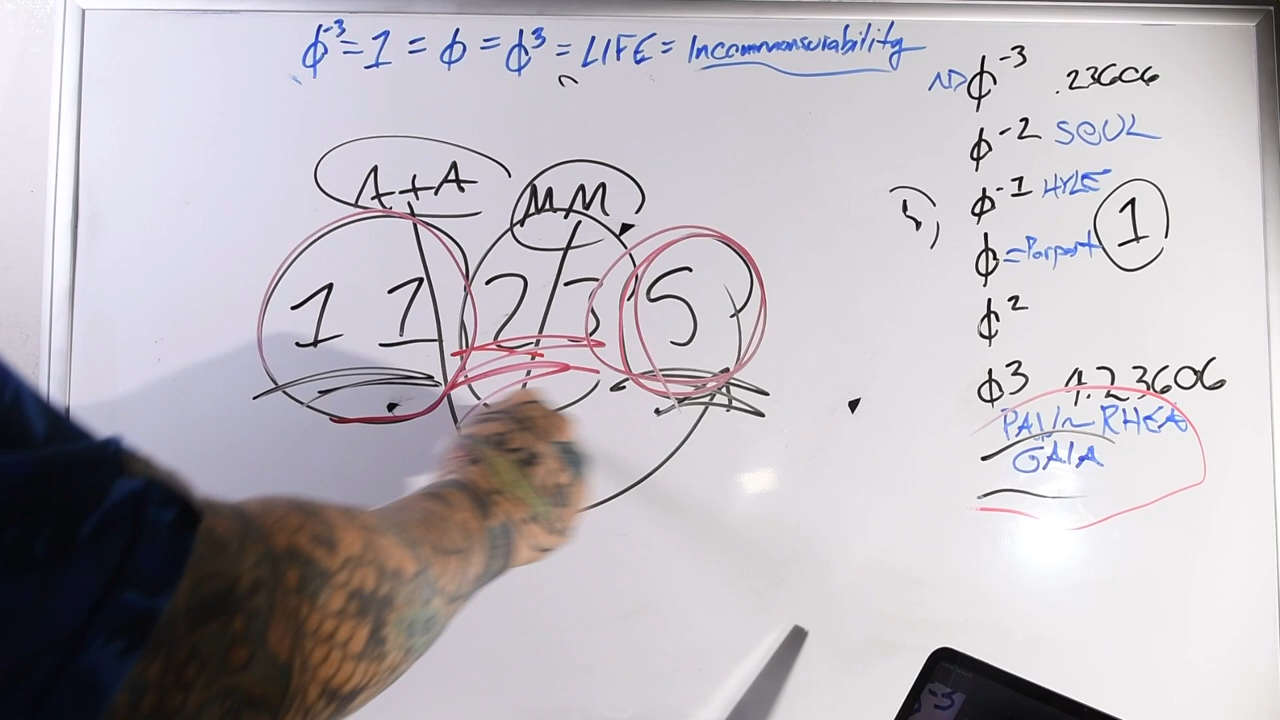 ϕ⁻³ = 1 = ϕ = ϕ³ = LIFE = Incommensurability
A+A
MM
1 1 2 3 5
ϕ⁻³ .23606
ϕ⁻² SOUL
ϕ⁻¹ HYLE
ϕ = 1
ϕ²
ϕ³ 4.23606
RHEA
GAIA
-3